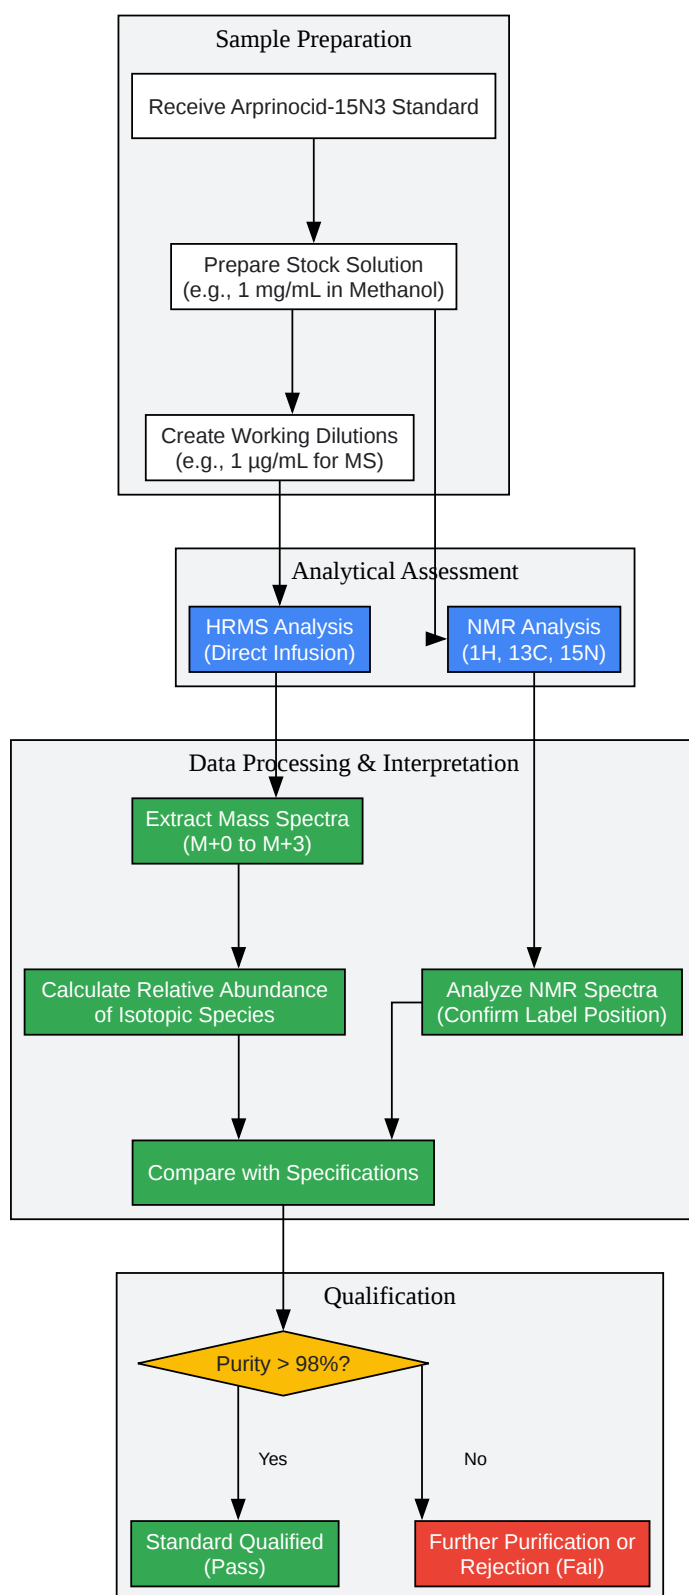 Sample Preparation
Receive Arprinocid-15N3 Standard
Prepare Stock Solution
(e.g., 1 mg/mL in Methanol)
Create Working Dilutions
(e.g., 1 µg/mL for MS)
Analytical Assessment
HRMS Analysis
(Direct Infusion)
NMR Analysis
(1H, 13C, 15N)
Data Processing & Interpretation
Extract Mass Spectra
(M+0 to M+3)
Calculate Relative Abundance
of Isotopic Species
Analyze NMR Spectra
(Confirm Label Position)
Compare with Specifications
Qualification
Purity > 98%?
Yes
No
Standard Qualified
(Pass)
Further Purification or
Rejection (Fail)